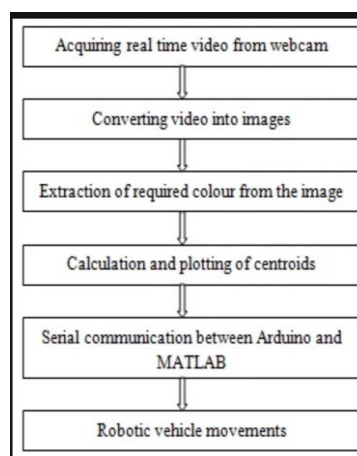 Acquiring real time video from webcam
Converting video into images
Extraction of required colour from the image
Calculation and plotting of centroids
Serial communication between Arduino and
MATLAB
Robotic vehicle movements